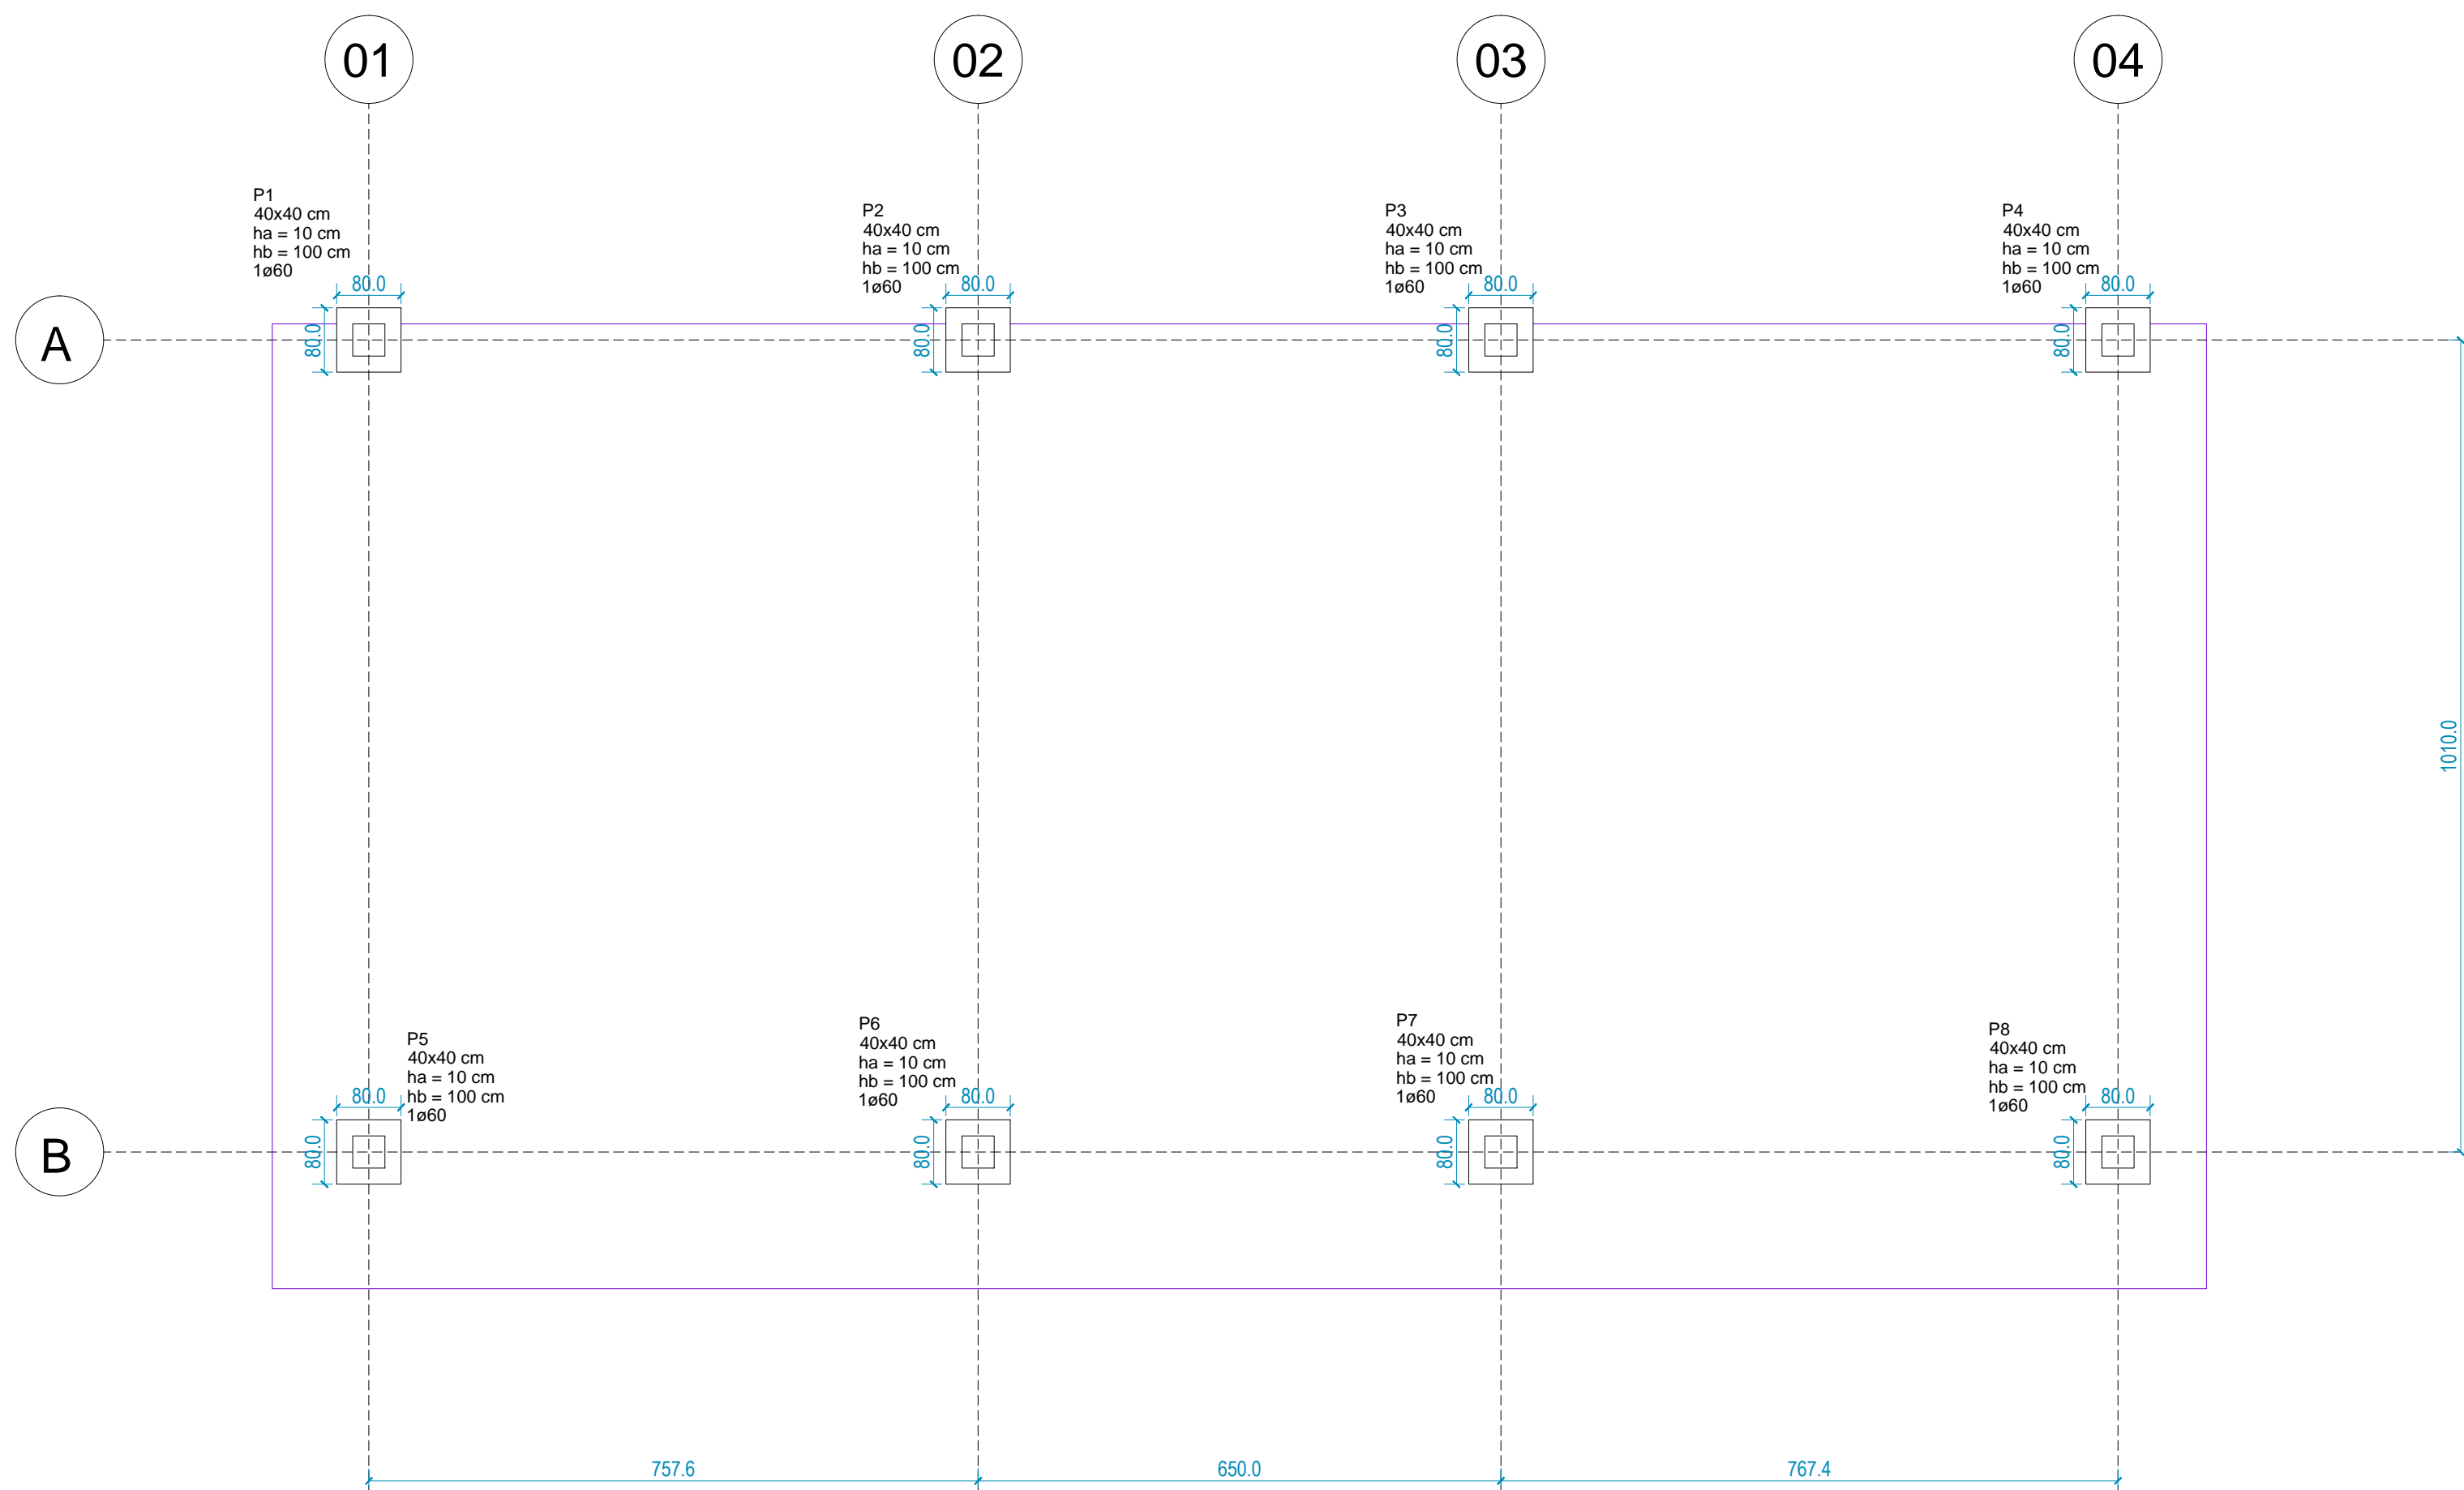 01
02
03
04
P1
40x40 cm
ha = 10 cm
hb = 100 cm
1ø60
80.0
80.0
P2
40x40 cm
ha = 10 cm
hb = 100 cm
1ø60
80.0
80.0
P3
40x40 cm
ha = 10 cm
hb = 100 cm
1ø60
80.0
80.0
P4
40x40 cm
ha = 10 cm
hb = 100 cm
1ø60
80.0
80.0
A
1010.0
P5
40x40 cm
ha = 10 cm
hb = 100 cm
1ø60
80.0
80.0
P6
40x40 cm
ha = 10 cm
hb = 100 cm
1ø60
80.0
80.0
P7
40x40 cm
ha = 10 cm
hb = 100 cm
1ø60
80.0
80.0
P8
40x40 cm
ha = 10 cm
hb = 100 cm
1ø60
80.0
80.0
B
757.6
650.0
767.4